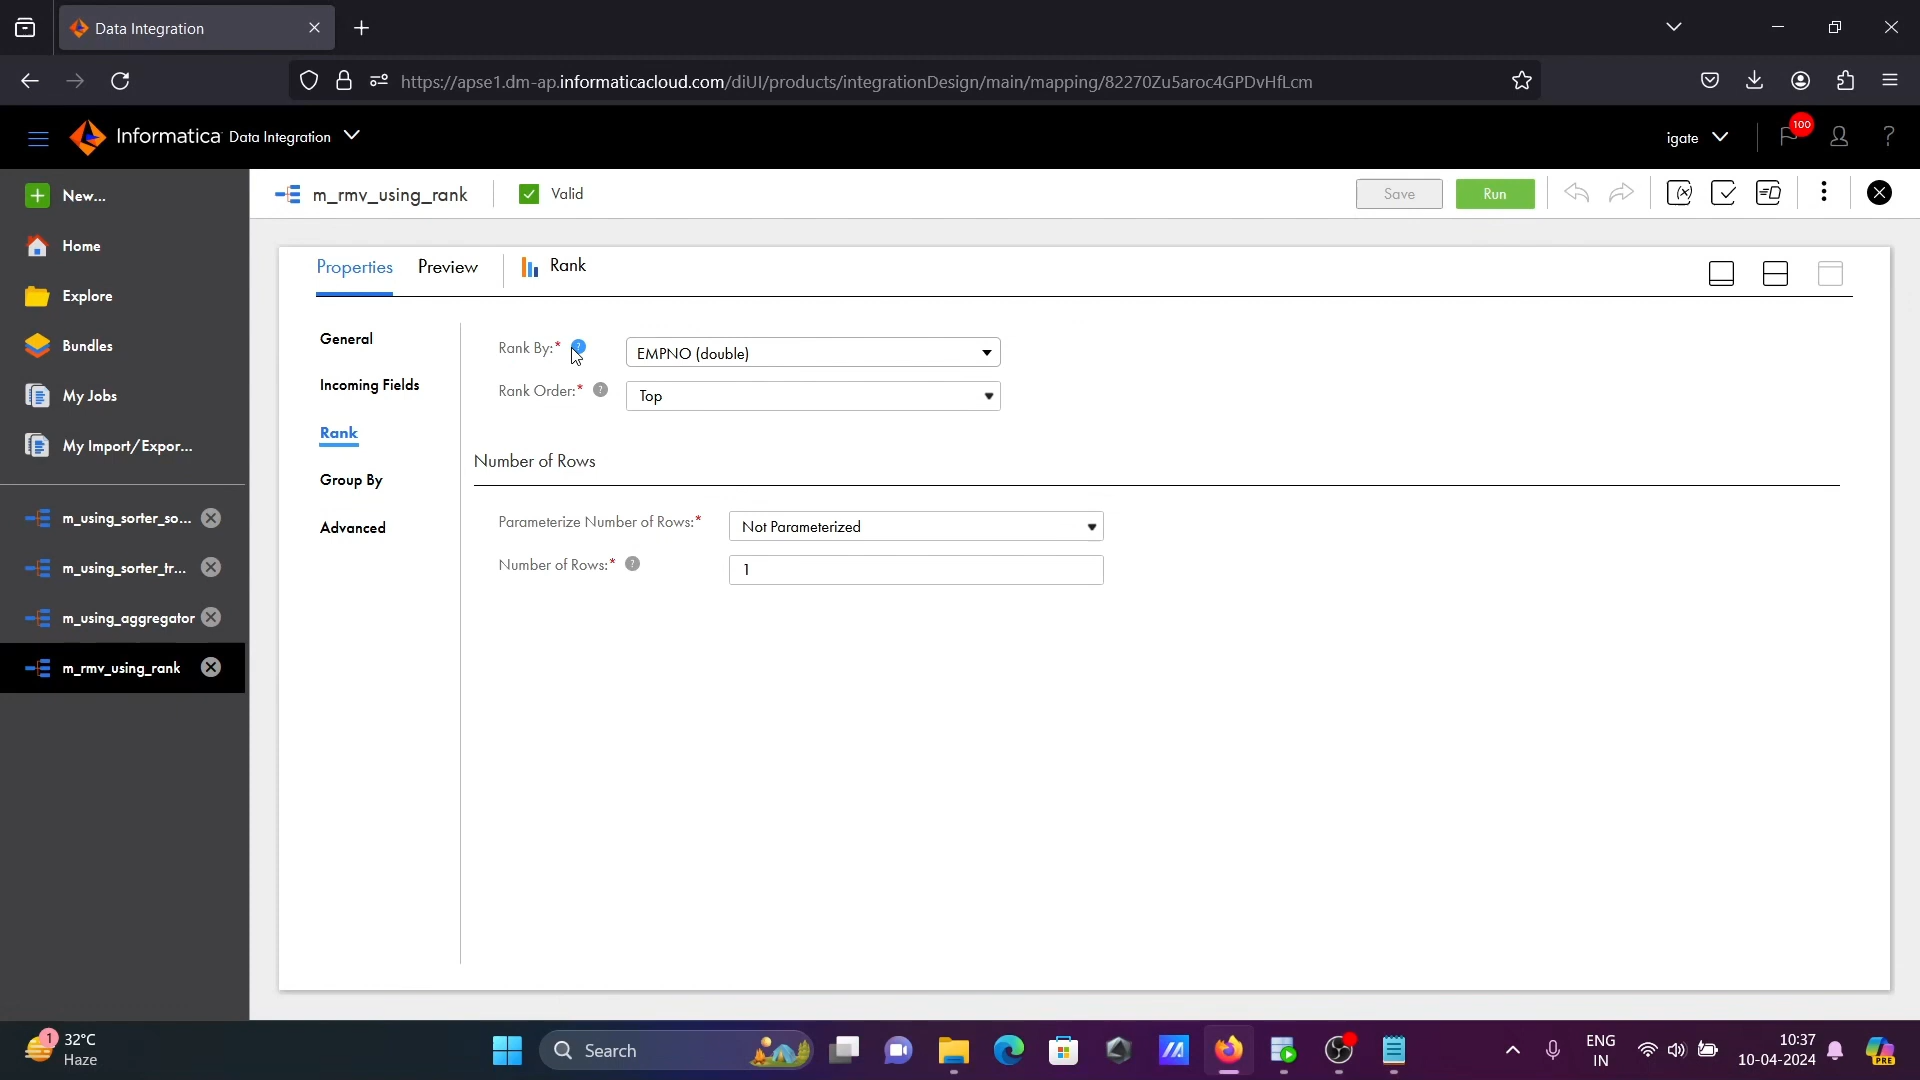 Data Integration
https://apse1.dm-ap.informaticacloud.com/diUI/products/integrationDesign/main/mapping/82270Zu5aroc4GPDvHfLcm
Informatica Data Integration
igate
100
New...
Home
Explore
Bundles
My Jobs
My Import/Expor...
m_using_sorter_so...
m_using_sorter_tr...
m_using_aggregator
m_rmv_using_rank
m_rmv_using_rank
Valid
Save
Run
Properties
Preview
Rank
General
Incoming Fields
Rank
Group By
Advanced
Rank By:* ?
EMPNO (double)
Rank Order:* ?
Top
Number of Rows
Parameterize Number of Rows:*
Not Parameterized
Number of Rows:* ?
1
1
32°C
Haze
Search
ENG
IN
10:37
10-04-2024
PRE